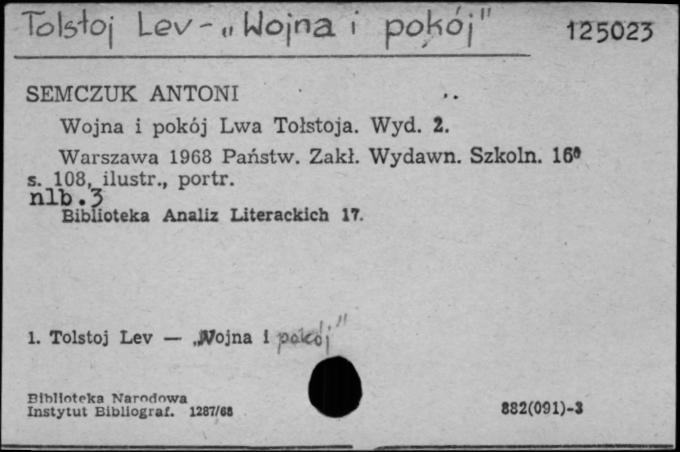 Tolstoj Lev - „Wojna i pokój" 125023
SEMCZUK ANTONI
Wojna i pokój Lwa Tołstoja. Wyd. 2.
Warszawa 1968 Państw. Zakł. Wydawn. Szkoln. 16°
s. 108, ilustr., portr.
nlb. 3
Biblioteka Analiz Literackich 17.
1. Tolstoj Lev — „Wojna i pokój"
Biblioteka Narodowa
Instytut Bibliograf. 1287/68 882(091)-3